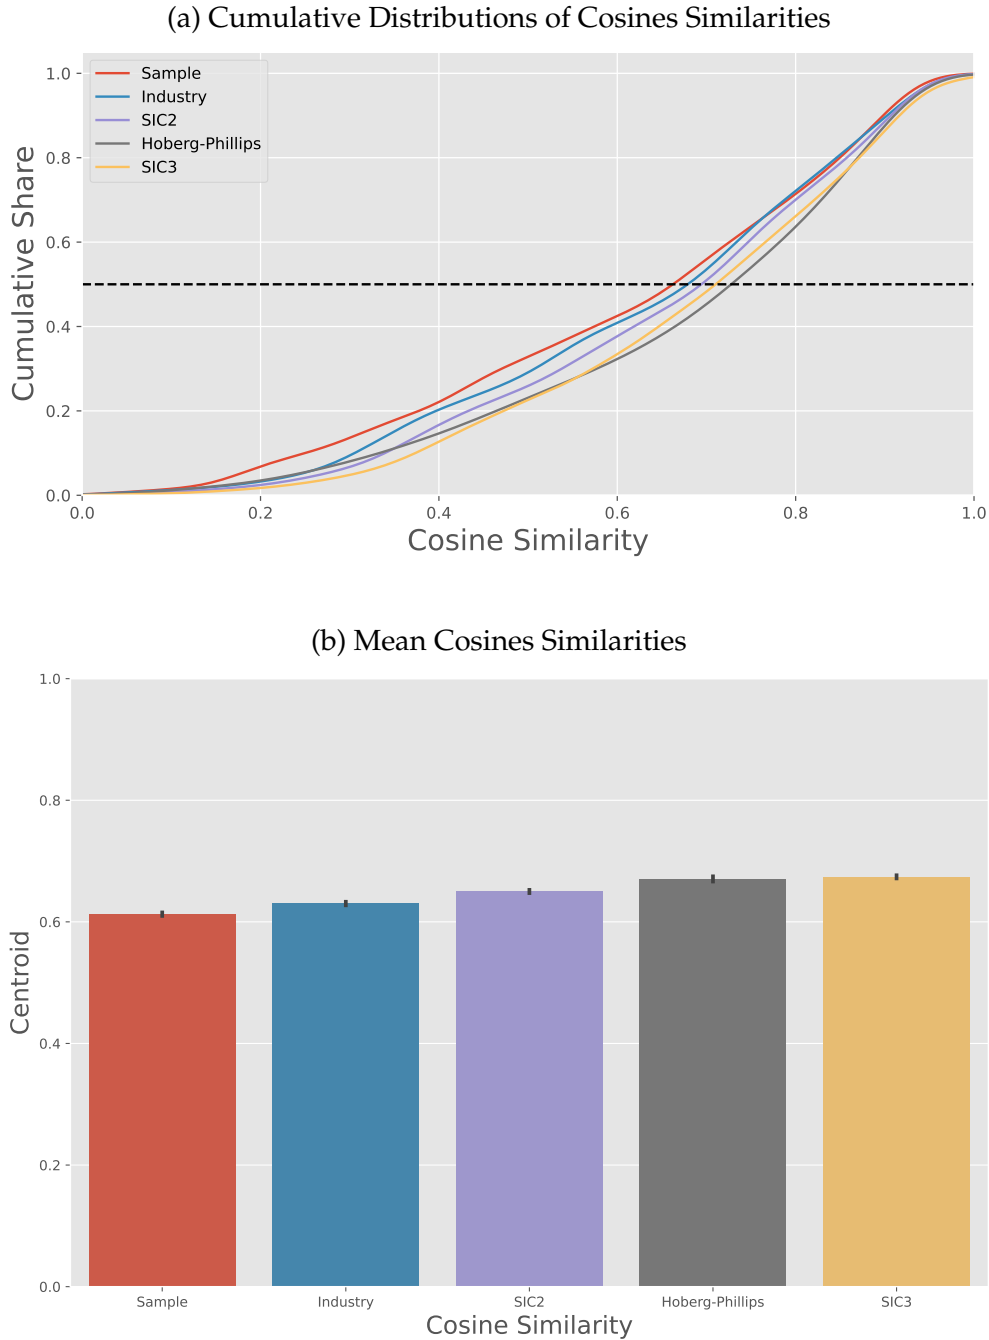 (a) Cumulative Distributions of Cosines Similarities
1.0
0.8
0.6
0.4
0.2
0.0
Cumulative Share
Sample
Industry
SIC2
Hoberg-Phillips
SIC3
0.0 0.2 0.4 0.6 0.8 1.0
Cosine Similarity
(b) Mean Cosines Similarities
1.0
0.8
0.6
0.4
0.2
0.0
Centroid
Sample Industry SIC2 Hoberg-Phillips SIC3
Cosine Similarity